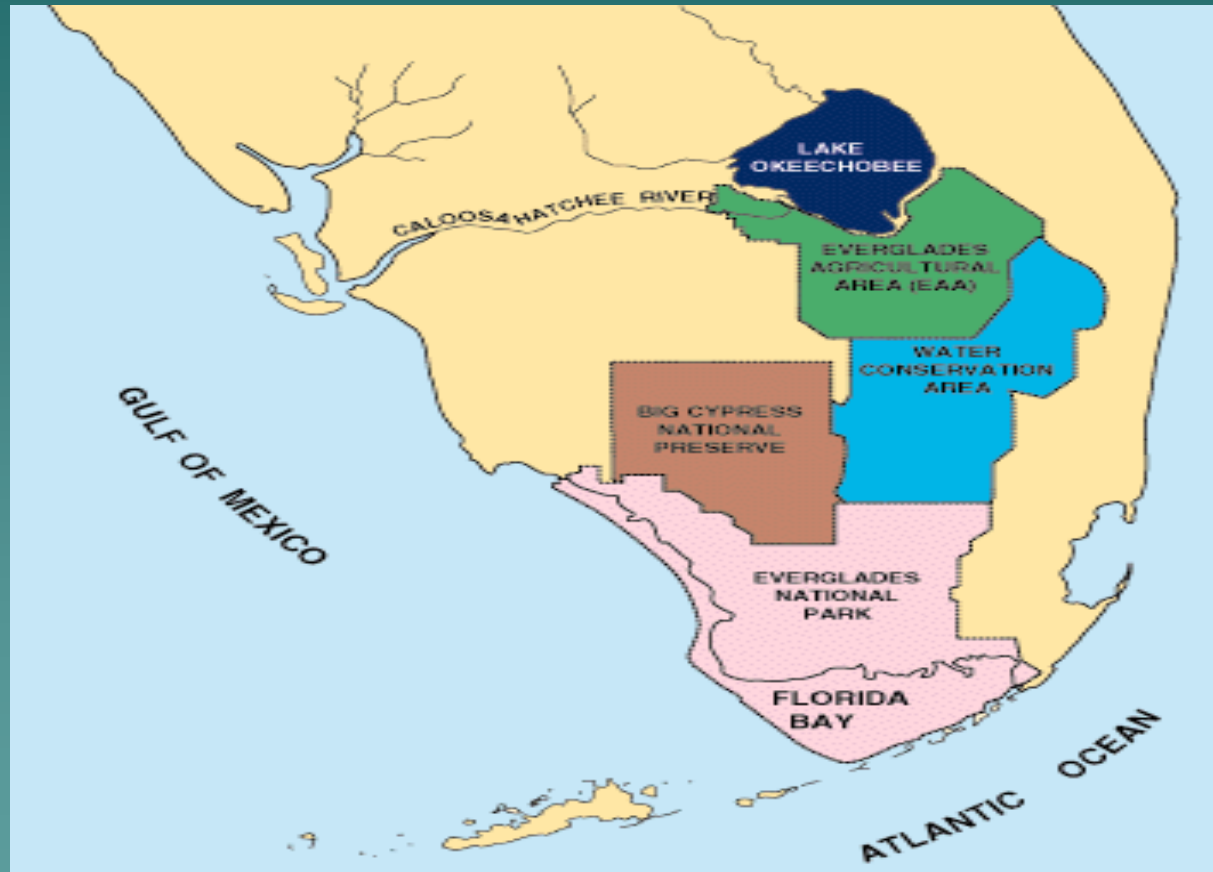 LAKE
OKEECHOBEE
CALOOSAHATCHEE RIVER
EVERGLADES
AGRICULTURAL
AREA (EAA)
WATER
CONSERVATION
AREA
BIG CYPRESS
NATIONAL
PRESERVE
GULF OF MEXICO
EVERGLADES
NATIONAL
PARK
FLORIDA
BAY
ATLANTIC OCEAN